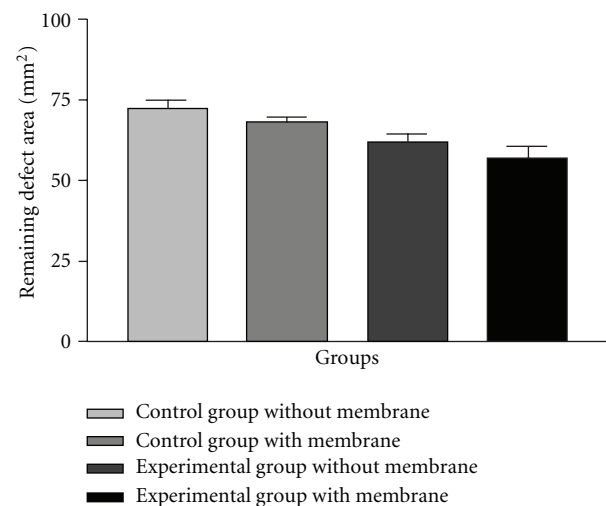 100
75
50
25
0
Remaining defect area (mm²)
Groups
Control group without membrane
Control group with membrane
Experimental group without membrane
Experimental group with membrane